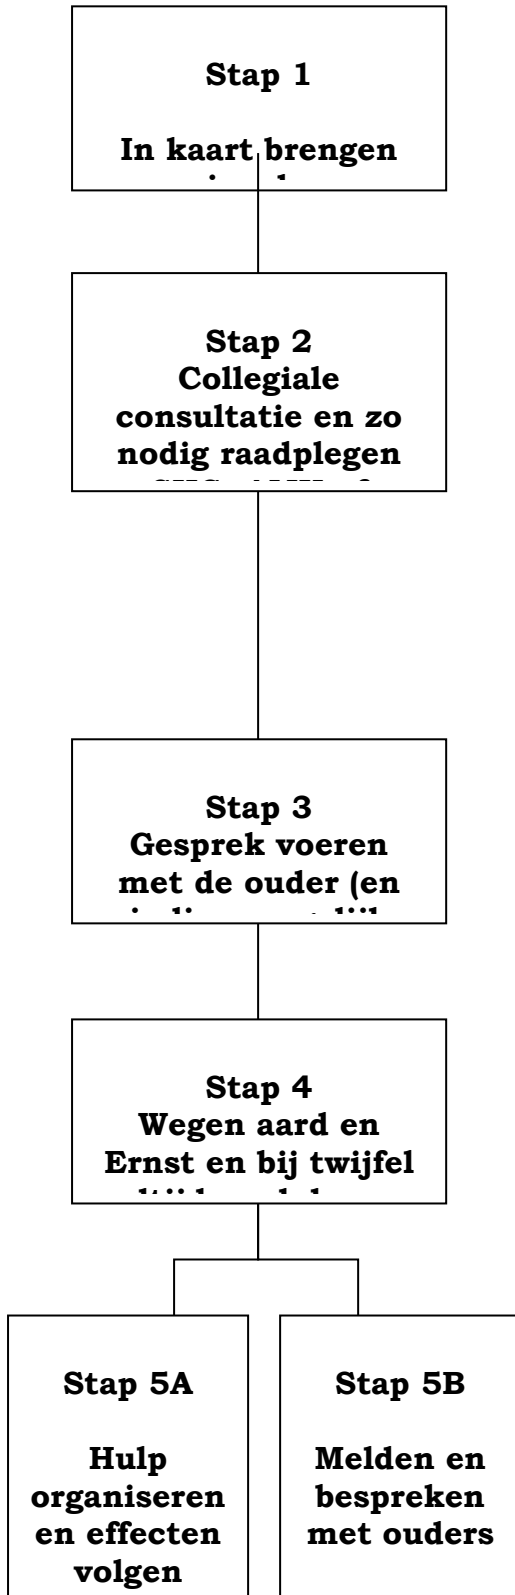 Stap 1
In kaart brengen
Stap 2
Collegiale
consultatie en zo
nodig raadplegen
Stap 3
Gesprek voeren
met de ouder (en
Stap 4
Wegen aard en
Ernst en bij twijfel
Stap 5A
Hulp
organiseren
en effecten
volgen
Stap 5B
Melden en
bespreken
met ouders